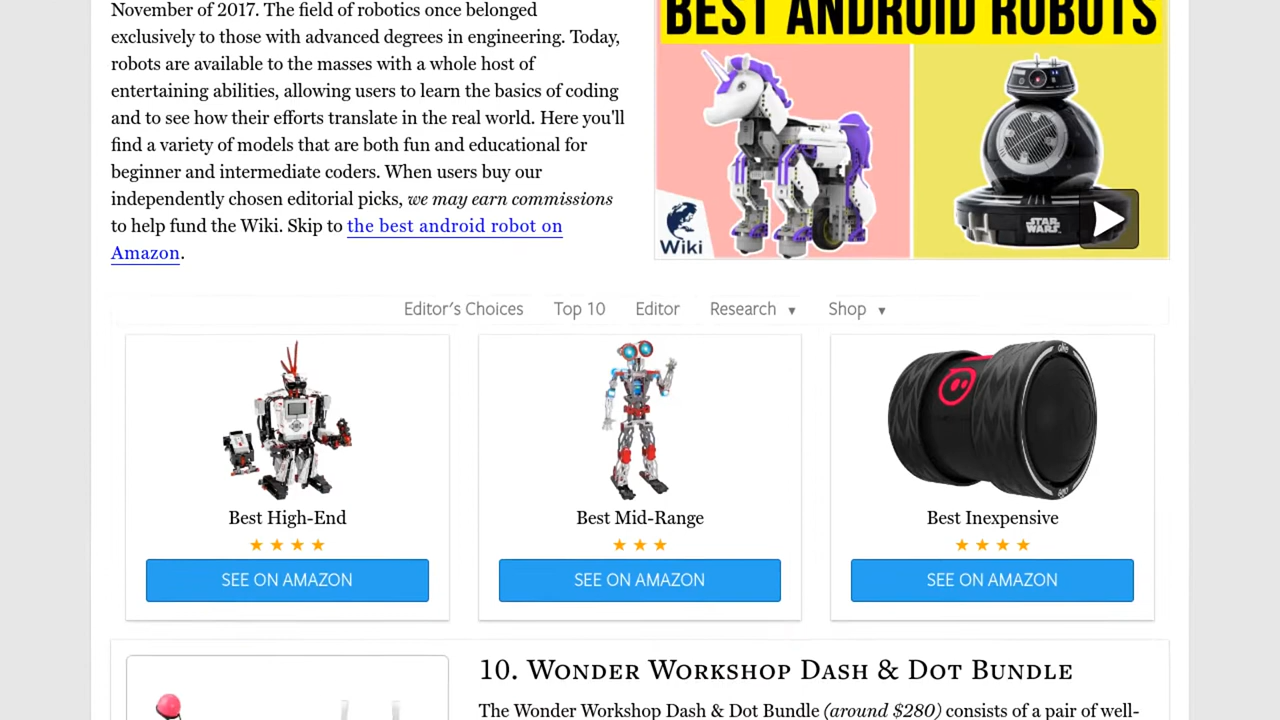 November of 2017. The field of robotics once belonged
exclusively to those with advanced degrees in engineering. Today,
robots are available to the masses with a whole host of
entertaining abilities, allowing users to learn the basics of coding
and to see how their efforts translate in the real world. Here you'll
find a variety of models that are both fun and educational for
beginner and intermediate coders. When users buy our
independently chosen editorial picks, we may earn commissions
to help fund the Wiki. Skip to the best android robot on
Amazon.
BEST ANDROID ROBOTS
STAR WARS
Wiki
Editor's Choices Top 10 Editor Research ▼ Shop ▼
Best High-End
★ ★ ★ ★
SEE ON AMAZON
Best Mid-Range
★ ★ ★
SEE ON AMAZON
Best Inexpensive
★ ★ ★ ★
SEE ON AMAZON
10. Wonder Workshop Dash & Dot Bundle
The Wonder Workshop Dash & Dot Bundle (around $280) consists of a pair of well-